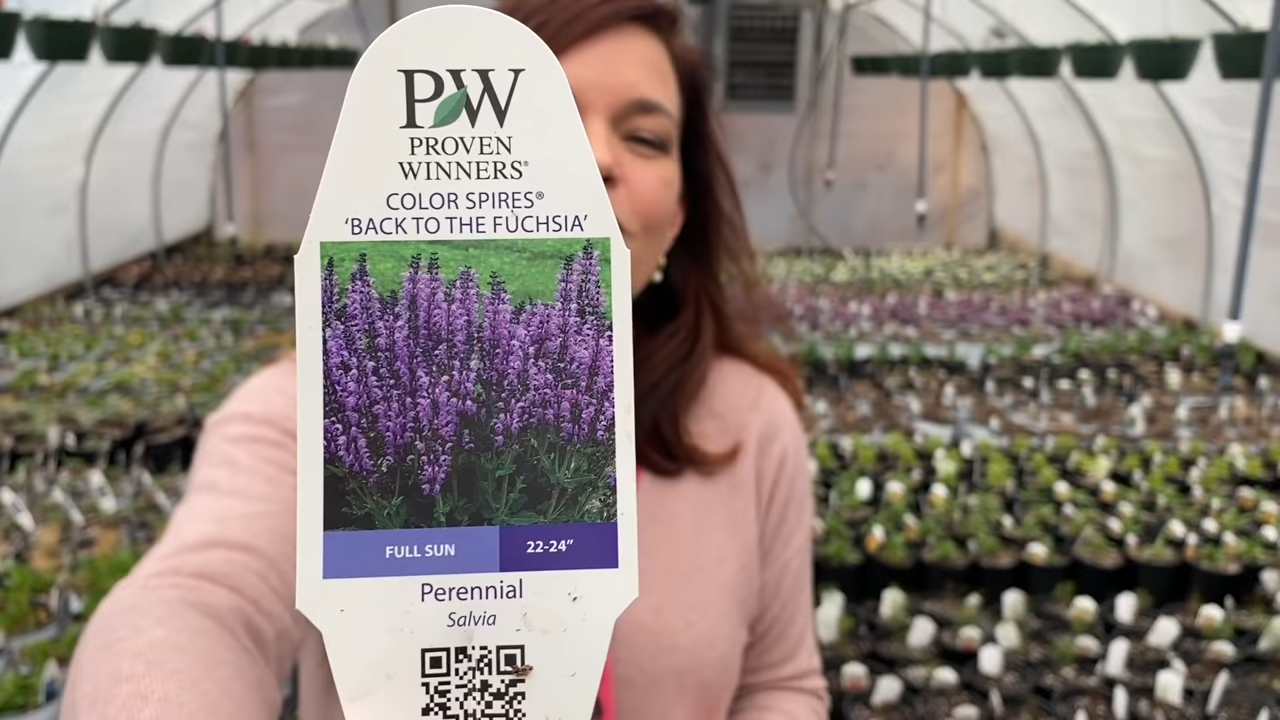 PW
PROVEN
WINNERS®
COLOR SPIRES®
'BACK TO THE FUCHSIA'
FULL SUN 22-24"
Perennial
Salvia